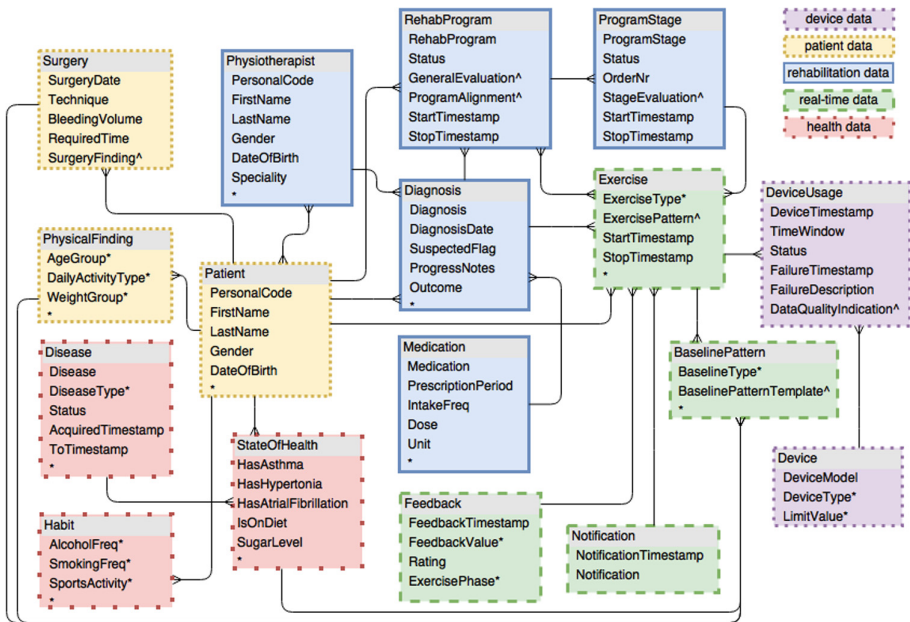 Surgery
SurgeryDate
Technique
BleedingVolume
RequiredTime
SurgeryFinding^
Physiotherapist
PersonalCode
FirstName
LastName
Gender
DateOfBirth
Speciality
*
RehabProgram
RehabProgram
Status
GeneralEvaluation^
ProgramAlignment^
StartTimestamp
StopTimestamp
ProgramStage
ProgramStage
Status
OrderNr
StageEvaluation^
StartTimestamp
StopTimestamp
device data
patient data
rehabilitation data
real-time data
health data
PhysicalFinding
AgeGroup*
DailyActivityType*
WeightGroup*
*
Patient
PersonalCode
FirstName
LastName
Gender
DateOfBirth
*
Diagnosis
Diagnosis
DiagnosisDate
SuspectedFlag
ProgressNotes
Outcome
*
Exercise
ExerciseType*
ExercisePattern^
StartTimestamp
StopTimestamp
*
DeviceUsage
DeviceTimestamp
TimeWindow
Status
FailureTimestamp
FailureDescription
DataQualityIndication^
Disease
Disease
DiseaseType*
Status
AcquiredTimestamp
ToTimestamp
*
StateOfHealth
HasAsthma
HasHypertonia
HasAtrialFibrillation
IsOnDiet
SugarLevel
*
Medication
Medication
PrescriptionPeriod
IntakeFreq
Dose
Unit
*
BaselinePattern
BaselineType*
BaselinePatternTemplate^
*
Device
DeviceModel
DeviceType*
LimitValue*
Habit
AlcoholFreq*
SmokingFreq*
SportsActivity*
*
Feedback
FeedbackTimestamp
FeedbackValue*
Rating
ExercisePhase*
Notification
NotificationTimestamp
Notification